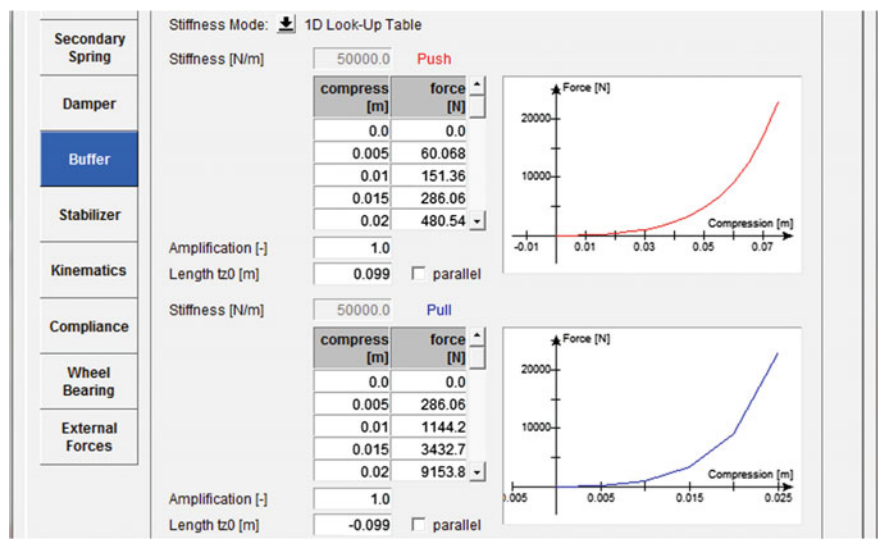 Secondary
Spring
Damper
Buffer
Stabilizer
Kinematics
Compliance
Wheel
Bearing
External
Forces
Stiffness Mode: 1D Look-Up Table
Stiffness [N/m] 50000.0 Push
compress force
[m] [N]
0.0 0.0
0.005 60.068
0.01 151.36
0.015 286.06
0.02 480.54
Amplification [-] 1.0
Length tz0 [m] 0.099 parallel
Force [N]
20000
10000
Compression [m]
-0.01 0.01 0.03 0.05 0.07
Stiffness [N/m] 50000.0 Pull
compress force
[m] [N]
0.0 0.0
0.005 286.06
0.01 1144.2
0.015 3432.7
0.02 9153.8
Amplification [-] 1.0
Length tz0 [m] -0.099 parallel
Force [N]
20000
10000
Compression [m]
.005 0.005 0.015 0.025